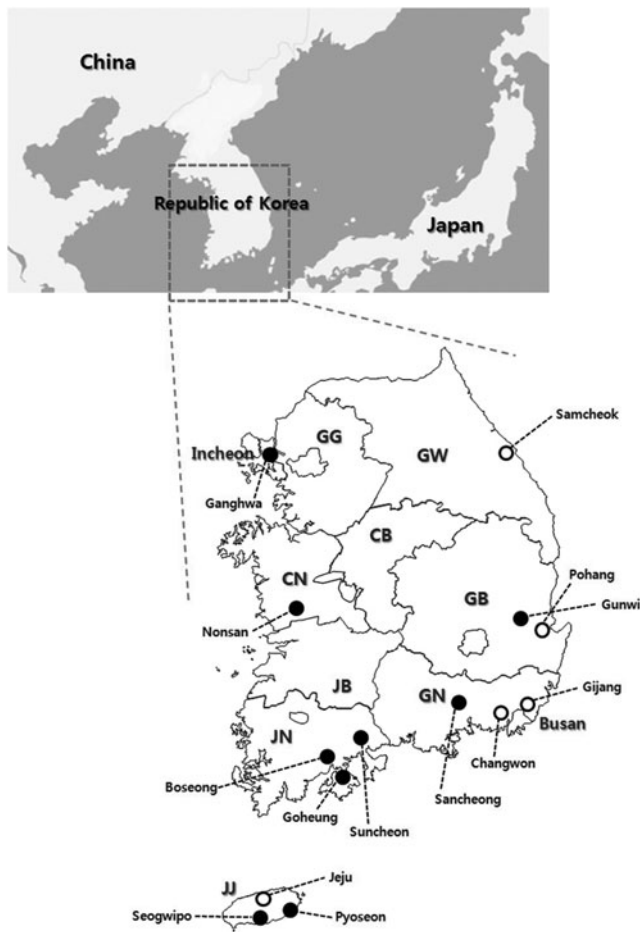 China
Republic of Korea
Japan
Samcheok
GG
Incheon
GW
Ganghwa
CB
Pohang
CN
GB
Gunwi
Nonsan
JB
GN
Gijang
JN
Busan
Changwon
Boseong
Sancheong
Goheung
Suncheon
JJ
Jeju
Seogwipo
Pyoseon